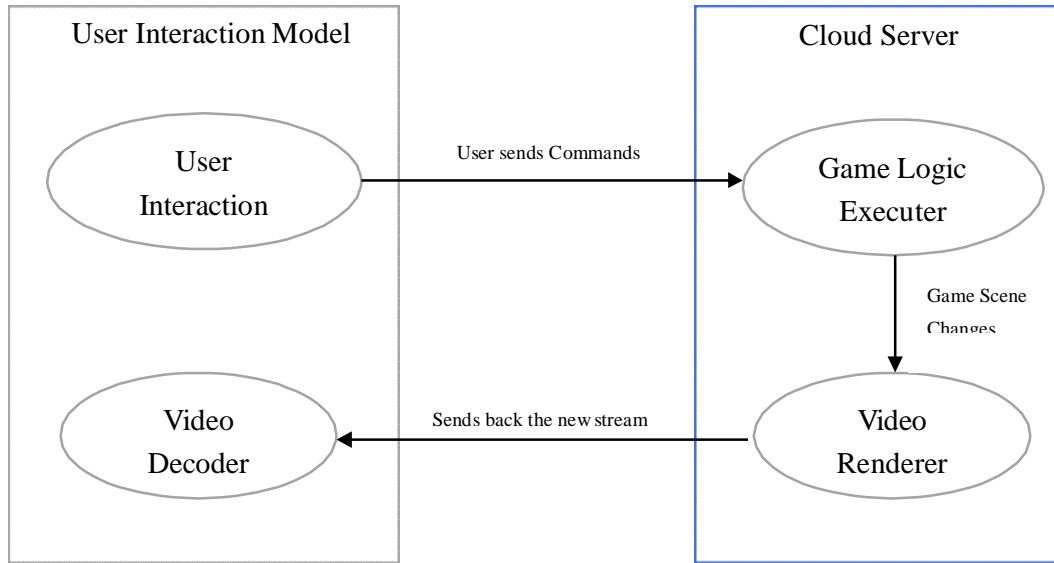 User Interaction Model
Cloud Server
User
Interaction
User sends Commands
Game Logic
Executer
Game Scene
Changes
Video
Decoder
Sends back the new stream
Video
Renderer